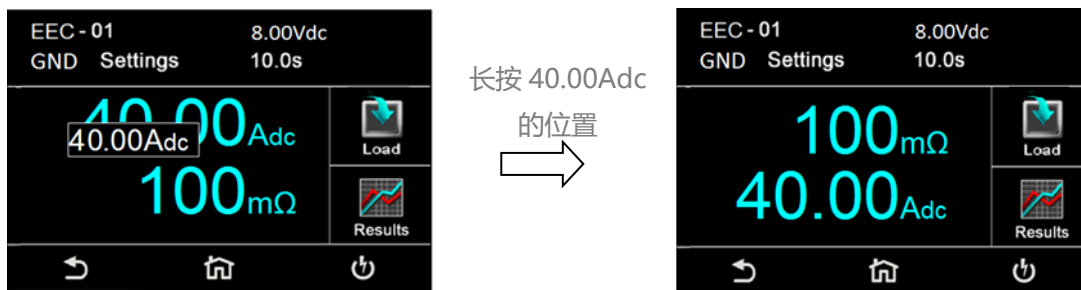 EEC - 01 8.00Vdc
GND Settings 10.0s
40.00Adc
40.00Adc
100mΩ
Load
Results
长按 40.00Adc
的位置
EEC - 01 8.00Vdc
GND Settings 10.0s
100mΩ
40.00Adc
Load
Results